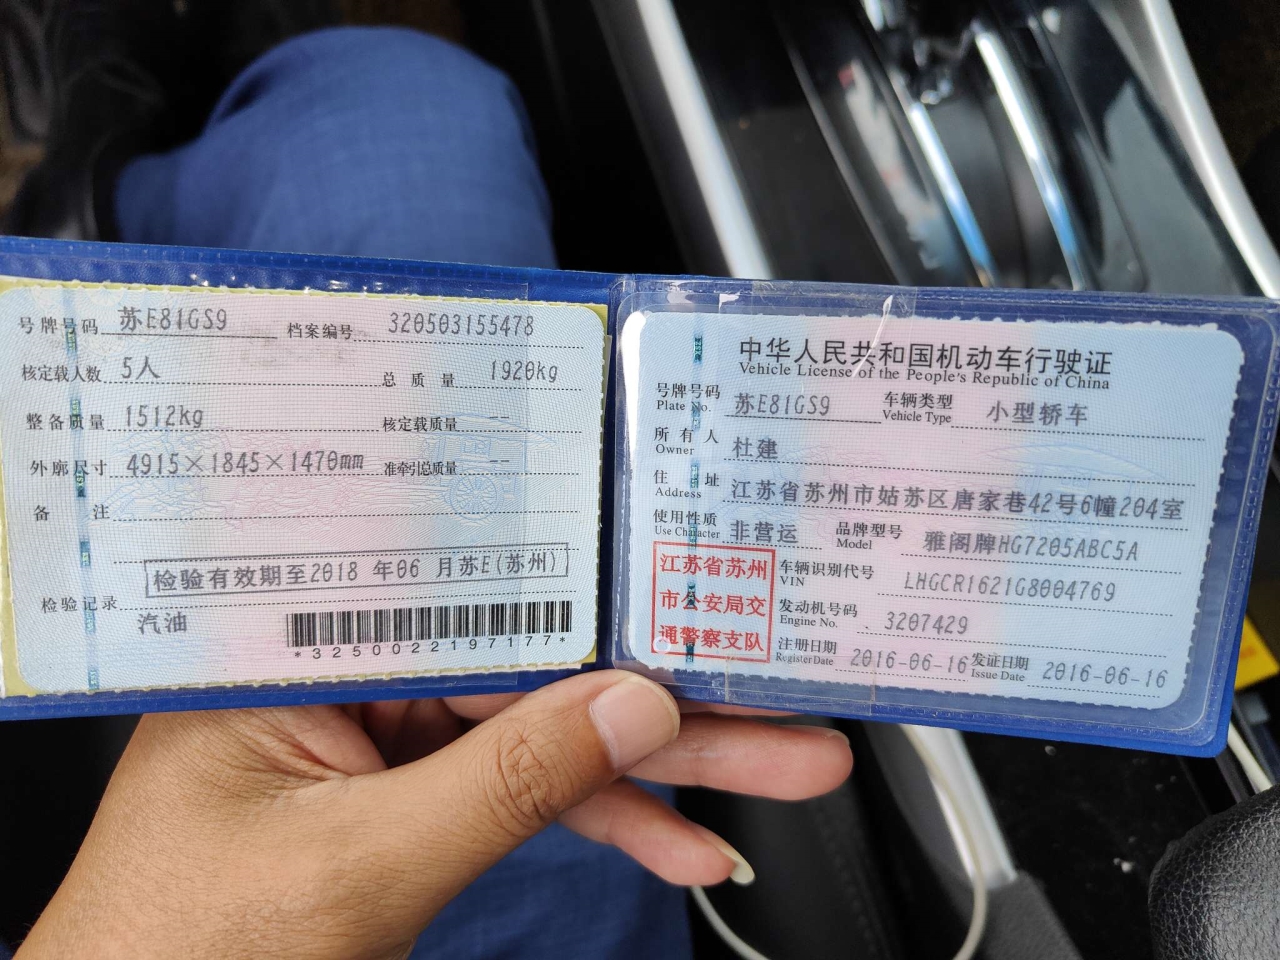 号牌号码 苏E81GS9 档案编号 320503155478
核定载人数 5人 总质量 1920kg
整备质量 1512kg 核定载质量 --
外廓尺寸 4915×1845×1470mm 准牵引总质量 --
备注
检验有效期至2018 年06 月苏E(苏州)
检验记录
汽油
*3250022197177*
中华人民共和国机动车行驶证
Vehicle License of the People's Republic of China
号牌号码 苏E81GS9 车辆类型 小型轿车
Plate No. Vehicle Type
所有人 杜建
Owner
住址 江苏省苏州市姑苏区唐家巷42号6幢204室
Address
使用性质 非营运 品牌型号 雅阁牌HG7205ABC5A
Use Character Model
江苏省苏州
市公安局交
通警察支队
车辆识别代号 LHGCR1621G8004769
VIN
发动机号码 3207429
Engine No.
注册日期 2016-06-16 发证日期 2016-06-16
Register Date Issue Date